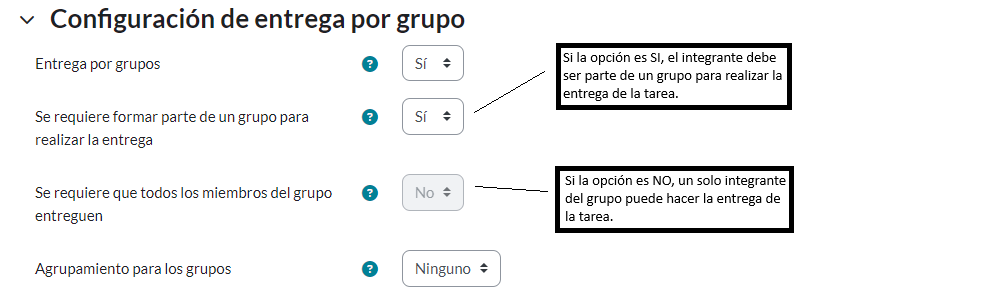 Configuración de entrega por grupo
Entrega por grupos
?
Sí
Si la opción es SI, el integrante debe
ser parte de un grupo para realizar la
entrega de la tarea.
Se requiere formar parte de un grupo para
realizar la entrega
?
Sí
Se requiere que todos los miembros del grupo
entreguen
?
No
Si la opción es NO, un solo integrante
del grupo puede hacer la entrega de
la tarea.
Agrupamiento para los grupos
?
Ninguno